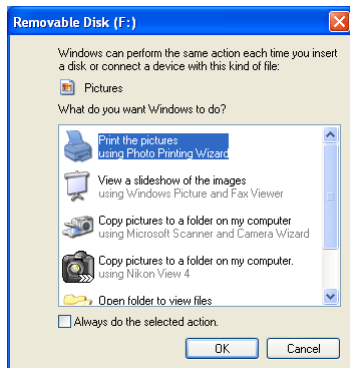 Removable Disk (F:)
Windows can perform the same action each time you insert
a disk or connect a device with this kind of file:
Pictures
What do you want Windows to do?
Print the pictures
using Photo Printing Wizard
View a slideshow of the images
using Windows Picture and Fax Viewer
Copy pictures to a folder on my computer
using Microsoft Scanner and Camera Wizard
Copy pictures to a folder on my computer.
using Nikon View 4
Open folder to view files
Always do the selected action.
OK
Cancel